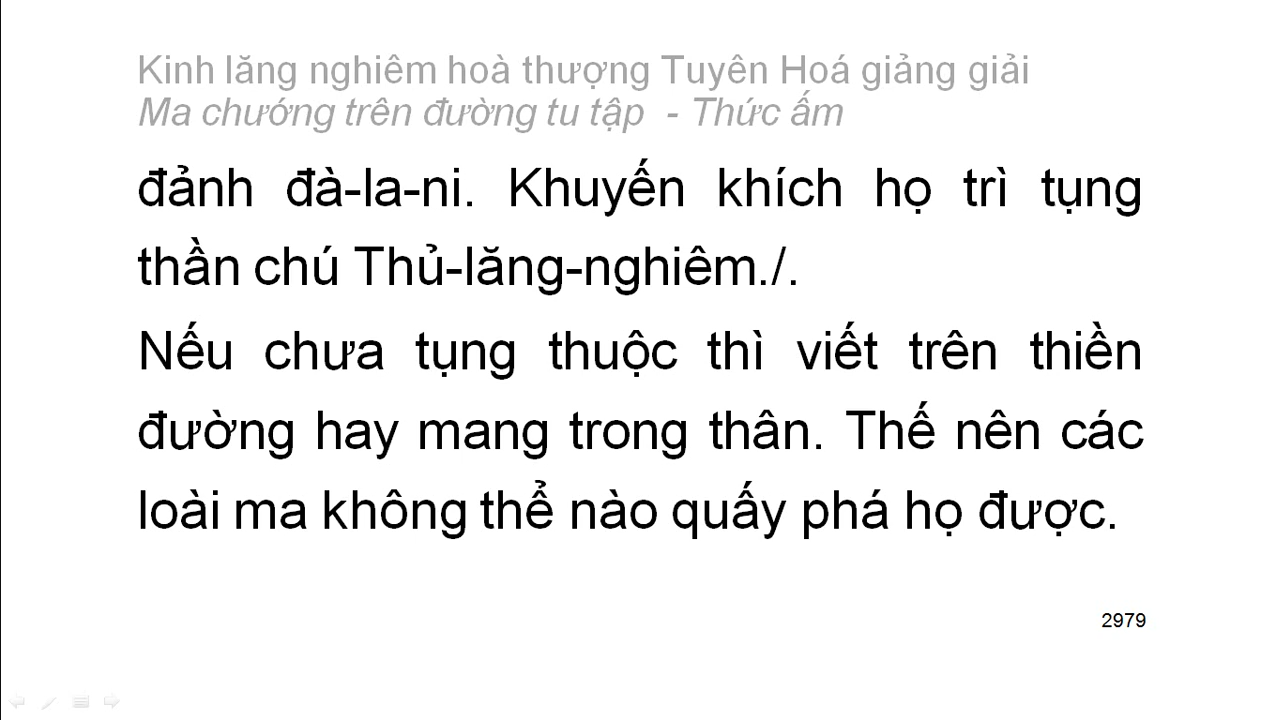 Kinh lăng nghiêm hoà thượng Tuyên Hoá giảng giải
Ma chướng trên đường tu tập - Thức ấm
đảnh đà-la-ni. Khuyến khích họ trì tụng
thần chú Thủ-lăng-nghiêm./.
Nếu chưa tụng thuộc thì viết trên thiền
đường hay mang trong thân. Thế nên các
loài ma không thể nào quấy phá họ được.
2979